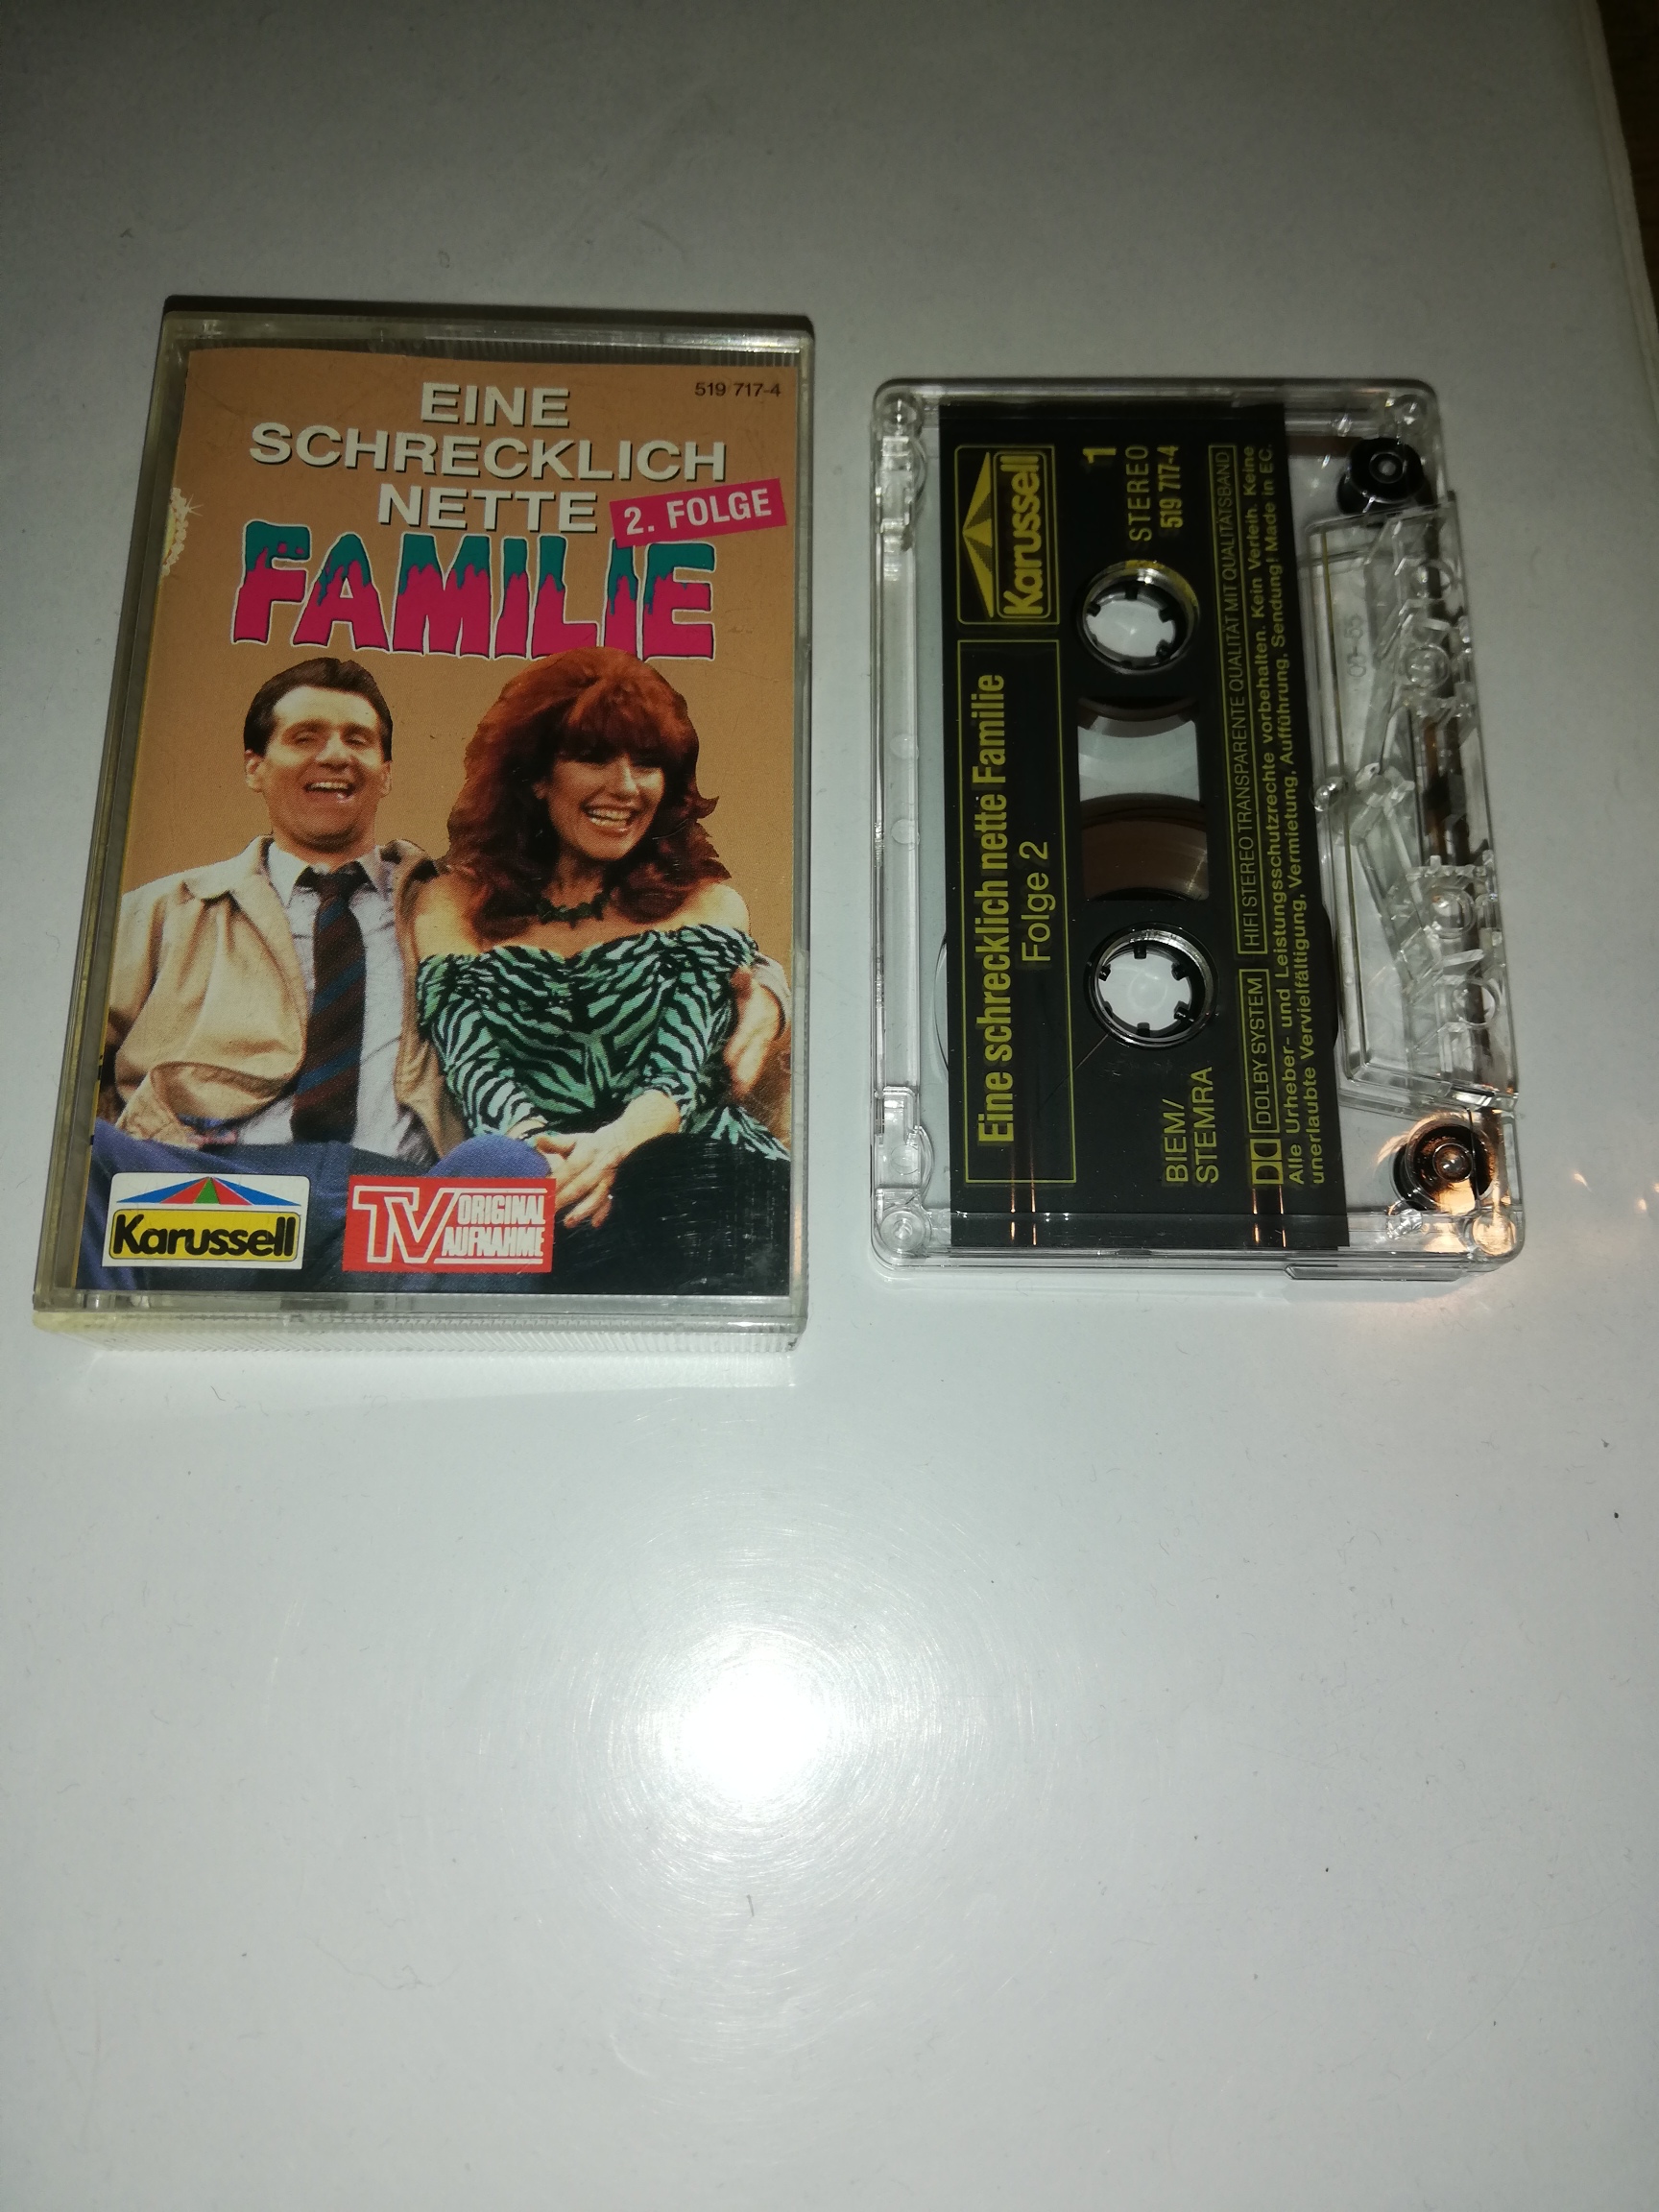 519 717-4
EINE
SCHRECKLICH
NETTE
2. FOLGE
FAMILIE
Karussell
TV ORIGINAL
AUFNAHME
Karussell
Eine schrecklich nette Familie
Folge 2
1
STEREO
519 717-4
BIEM/
STEMRA
DOLBY SYSTEM HIFI STEREO TRANSPARENTE QUALITÄT MIT QUALITÄTSBAND
Alle Urheber- und Leistungsschutzrechte vorbehalten. Kein Verleih. Keine
unerlaubte Vervielfältigung, Vermietung, Aufführung, Sendung! Made in EC.